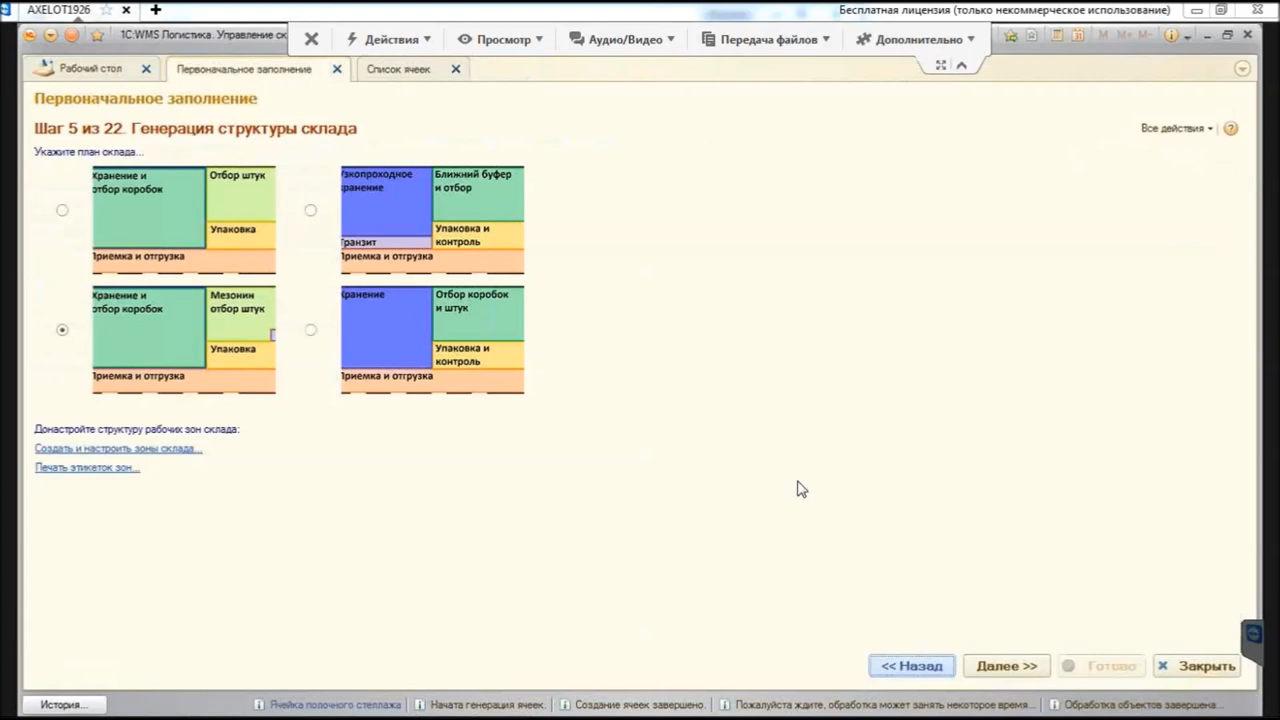 AXELOT1926
Бесплатная лицензия (только некоммерческое использование)
1С:WMS Логистика. Управление ск
Действия
Просмотр
Аудио/Видео
Передача файлов
Дополнительно
M M+ M-
Рабочий стол
Первоначальное заполнение
Список ячеек
Первоначальное заполнение
Шаг 5 из 22. Генерация структуры склада
Все действия
Укажите план склада...
Хранение и
отбор коробок
Отбор штук
Упаковка
Приемка и отгрузка
Узкопроходное
хранение
Ближний буфер
и отбор
Транзит
Упаковка и
контроль
Приемка и отгрузка
Хранение и
отбор коробок
Мезонин
отбор штук
Упаковка
Приемка и отгрузка
Хранение
Отбор коробок
и штук
Упаковка и
контроль
Приемка и отгрузка
Донастройте структуру рабочих зон склада:
Создать и настроить зоны склада...
Печать этикеток зон...
<< Назад
Далее >>
Готово
Закрыть
История...
Ячейка полочного стеллажа
Начата генерация ячеек.
Создание ячеек завершено.
Пожалуйста ждите, обработка может занять некоторое время...
Обработка объектов завершена...